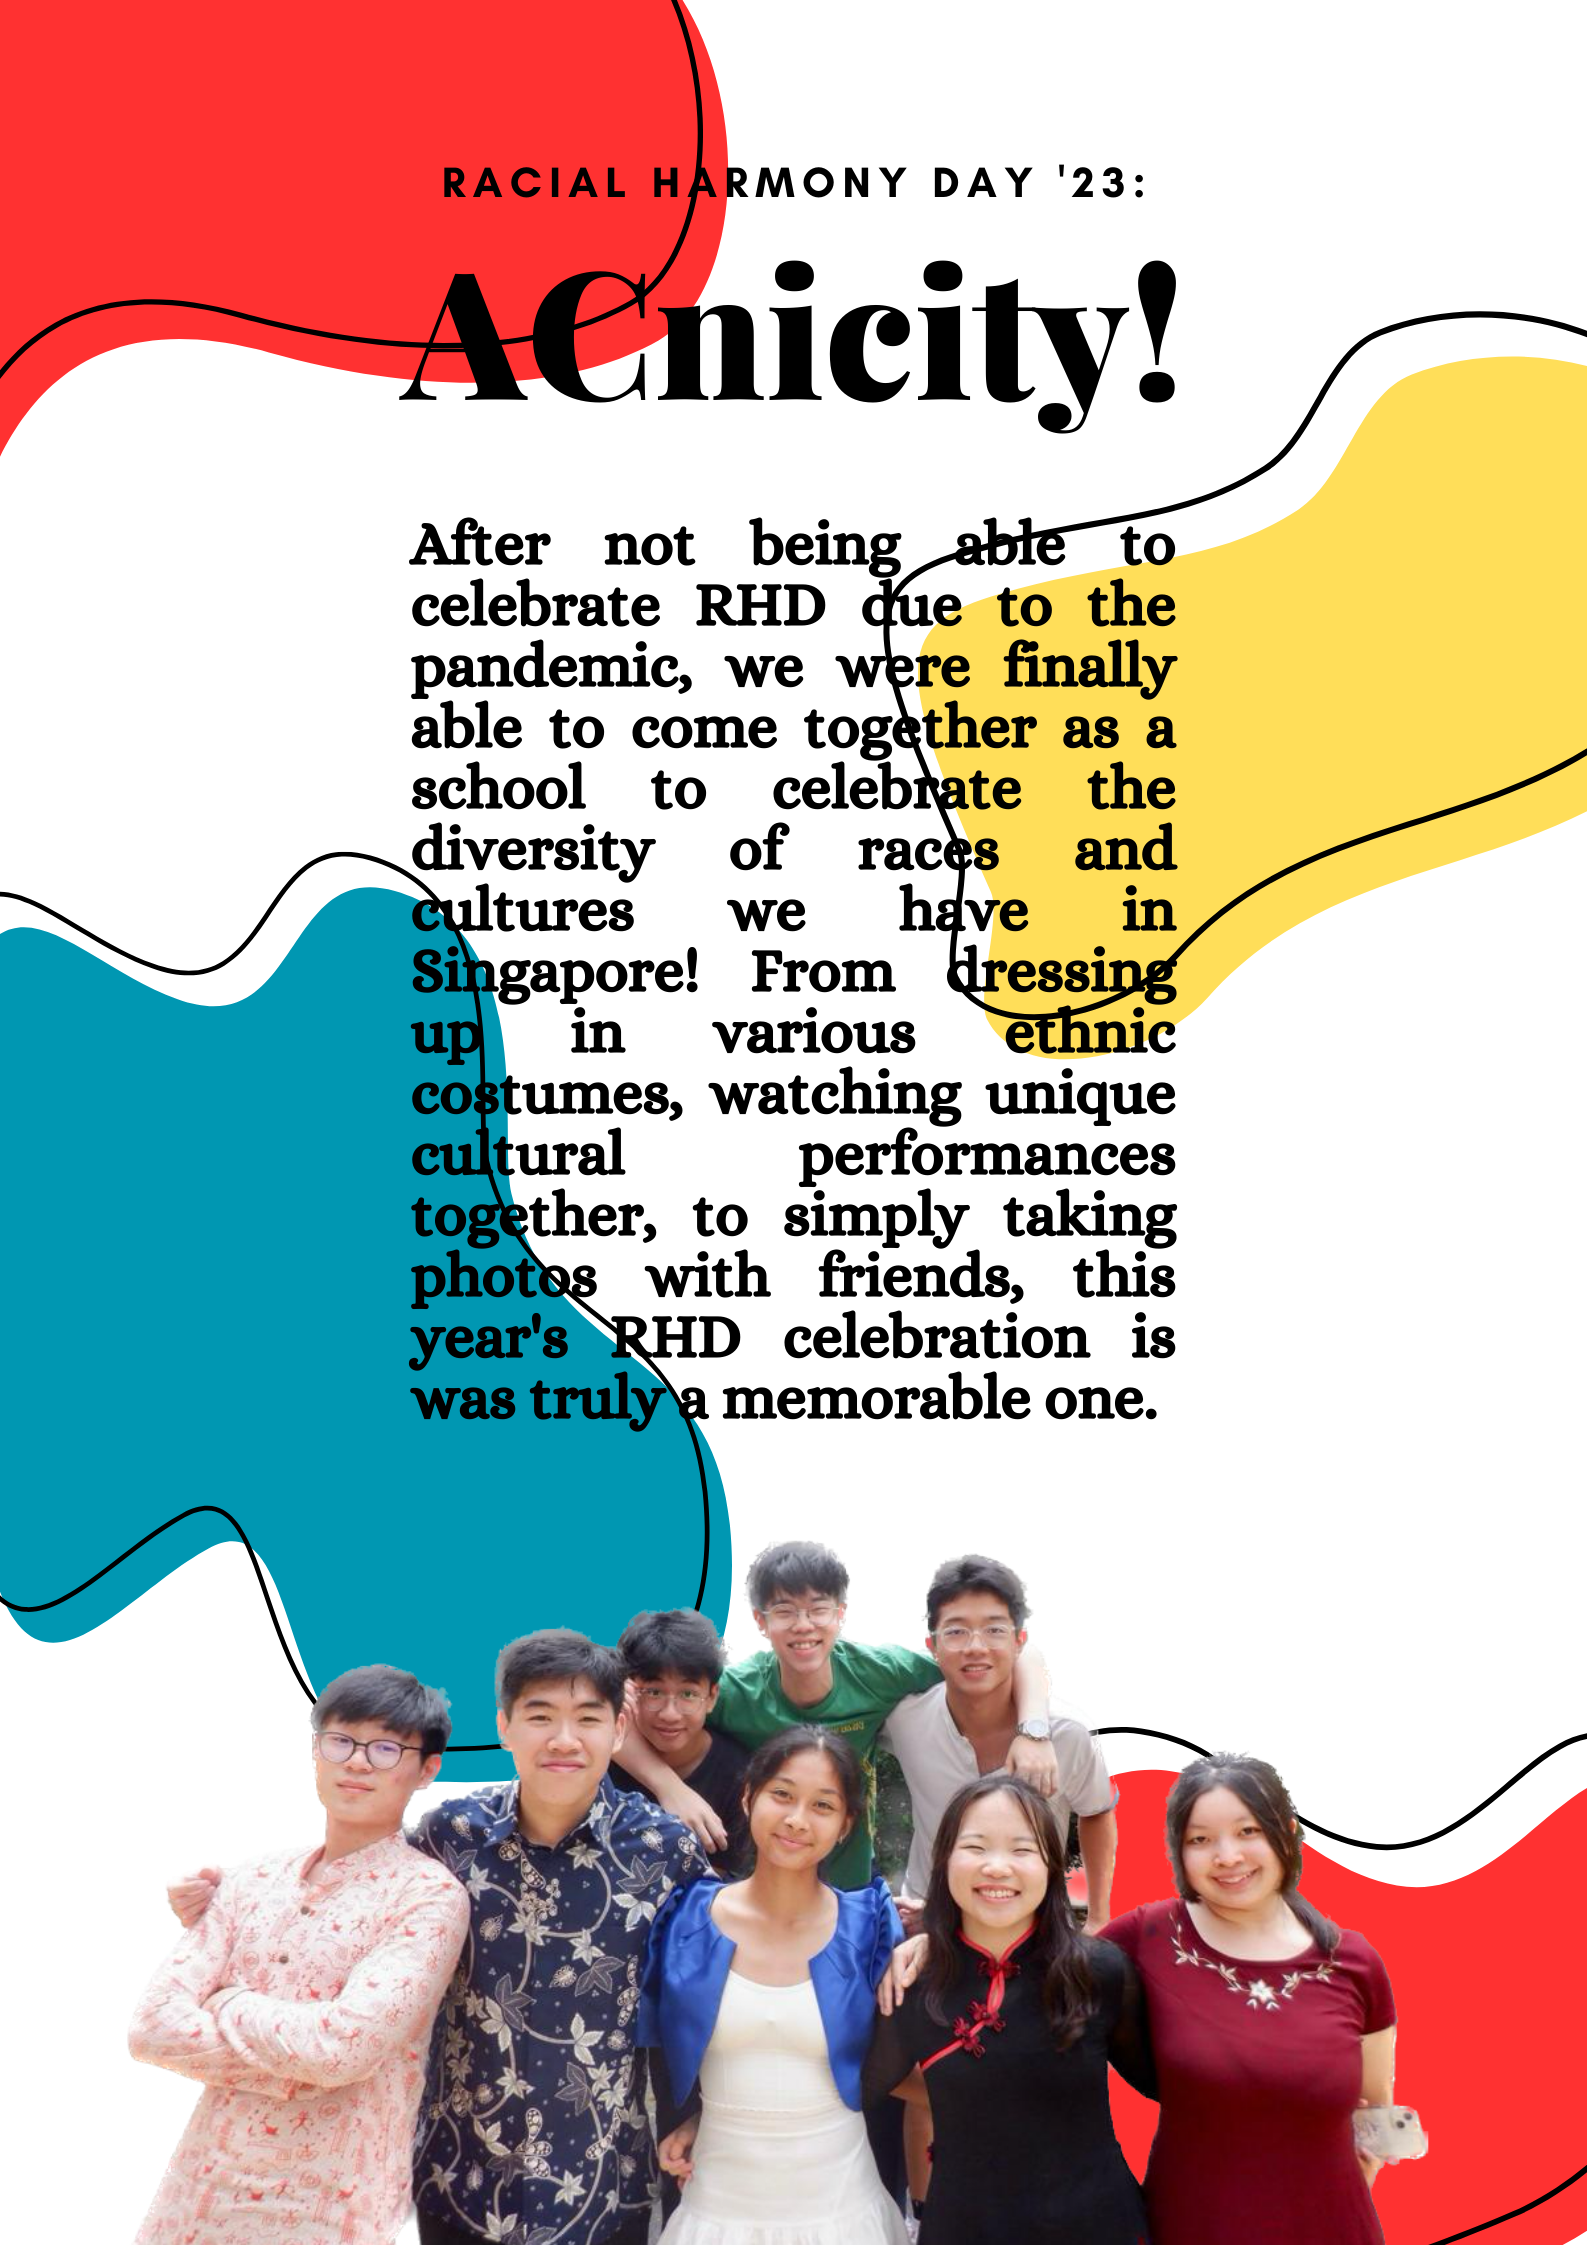 RACIAL HARMONY DAY '23:
ACnicity!
After not being able to
celebrate RHD due to the
pandemic, we were finally
able to come together as a
school to celebrate the
diversity of races and
cultures we have in
Singapore! From dressing
up in various ethnic
costumes, watching unique
cultural performances
together, to simply taking
photos with friends, this
year's RHD celebration is
was truly a memorable one.